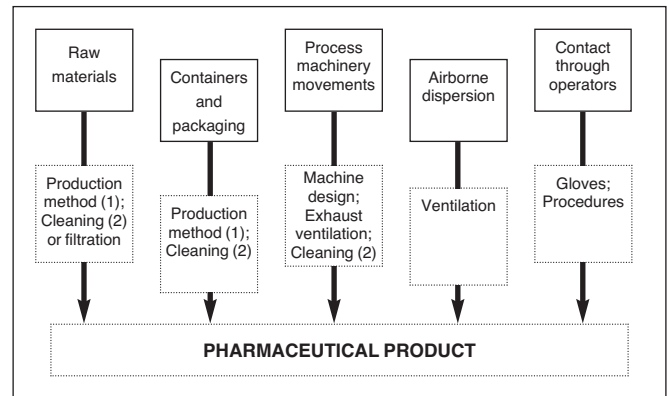 Raw
materials
Containers
and
packaging
Process
machinery
movements
Airborne
dispersion
Contact
through
operators
Production
method (1);
Cleaning (2)
or filtration
Production
method (1);
Cleaning (2)
Machine
design;
Exhaust
ventilation;
Cleaning (2)
Ventilation
Gloves;
Procedures
PHARMACEUTICAL PRODUCT